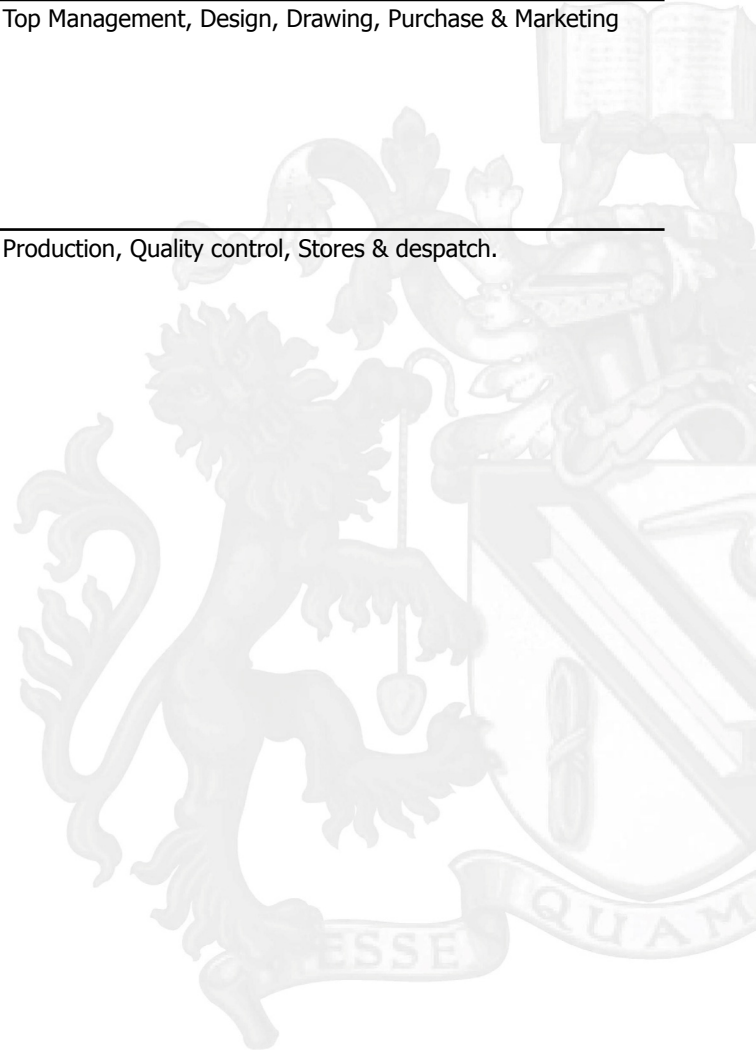 Top Management, Design, Drawing, Purchase & Marketing
Production, Quality control, Stores & despatch.
ESSE
QUAM